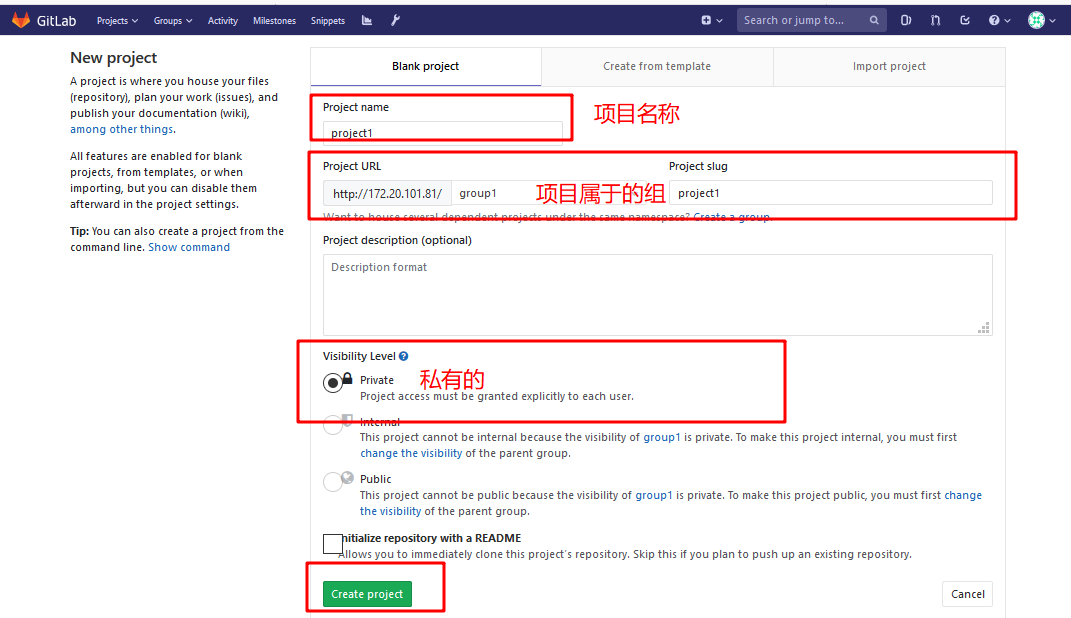 GitLab Projects Groups Activity Milestones Snippets Search or jump to...
New project
A project is where you house your files
(repository), plan your work (issues), and
publish your documentation (wiki),
among other things.
All features are enabled for blank
projects, from templates, or when
importing, but you can disable them
afterward in the project settings.
Tip: You can also create a project from the
command line. Show command
Blank project Create from template Import project
Project name
项目名称
project1
Project URL Project slug
http://172.20.101.81/ group1 项目属于的组 project1
Want to house several dependent projects under the same namespace? Create a group.
Project description (optional)
Description format
Visibility Level
Private 私有的
Project access must be granted explicitly to each user.
Internal
This project cannot be internal because the visibility of group1 is private. To make this project internal, you must first
change the visibility of the parent group.
Public
This project cannot be public because the visibility of group1 is private. To make this project public, you must first change
the visibility of the parent group.
Initialize repository with a README
Allows you to immediately clone this project's repository. Skip this if you plan to push up an existing repository.
Create project Cancel